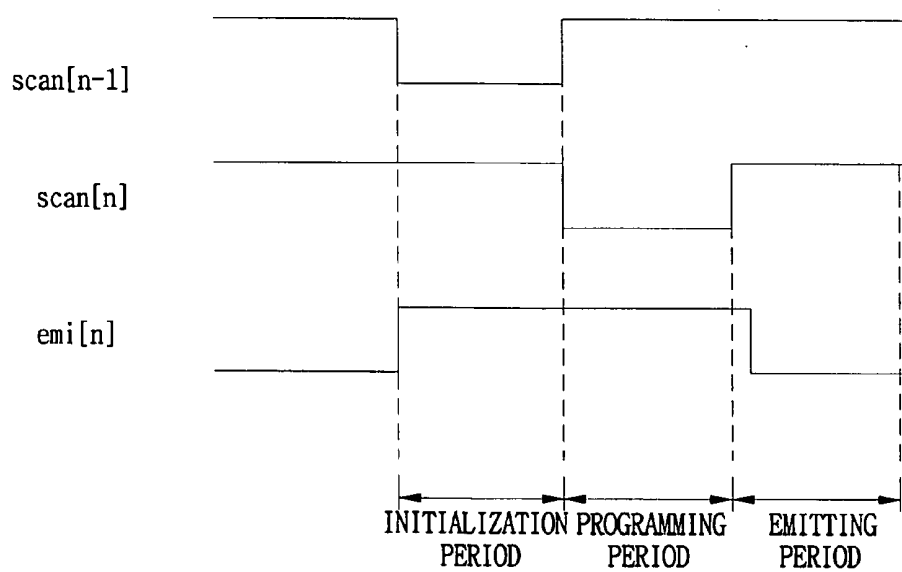 scan[n-1]
scan[n]
emi[n]
INITIALIZATION PERIOD
PROGRAMMING PERIOD
EMITTING PERIOD